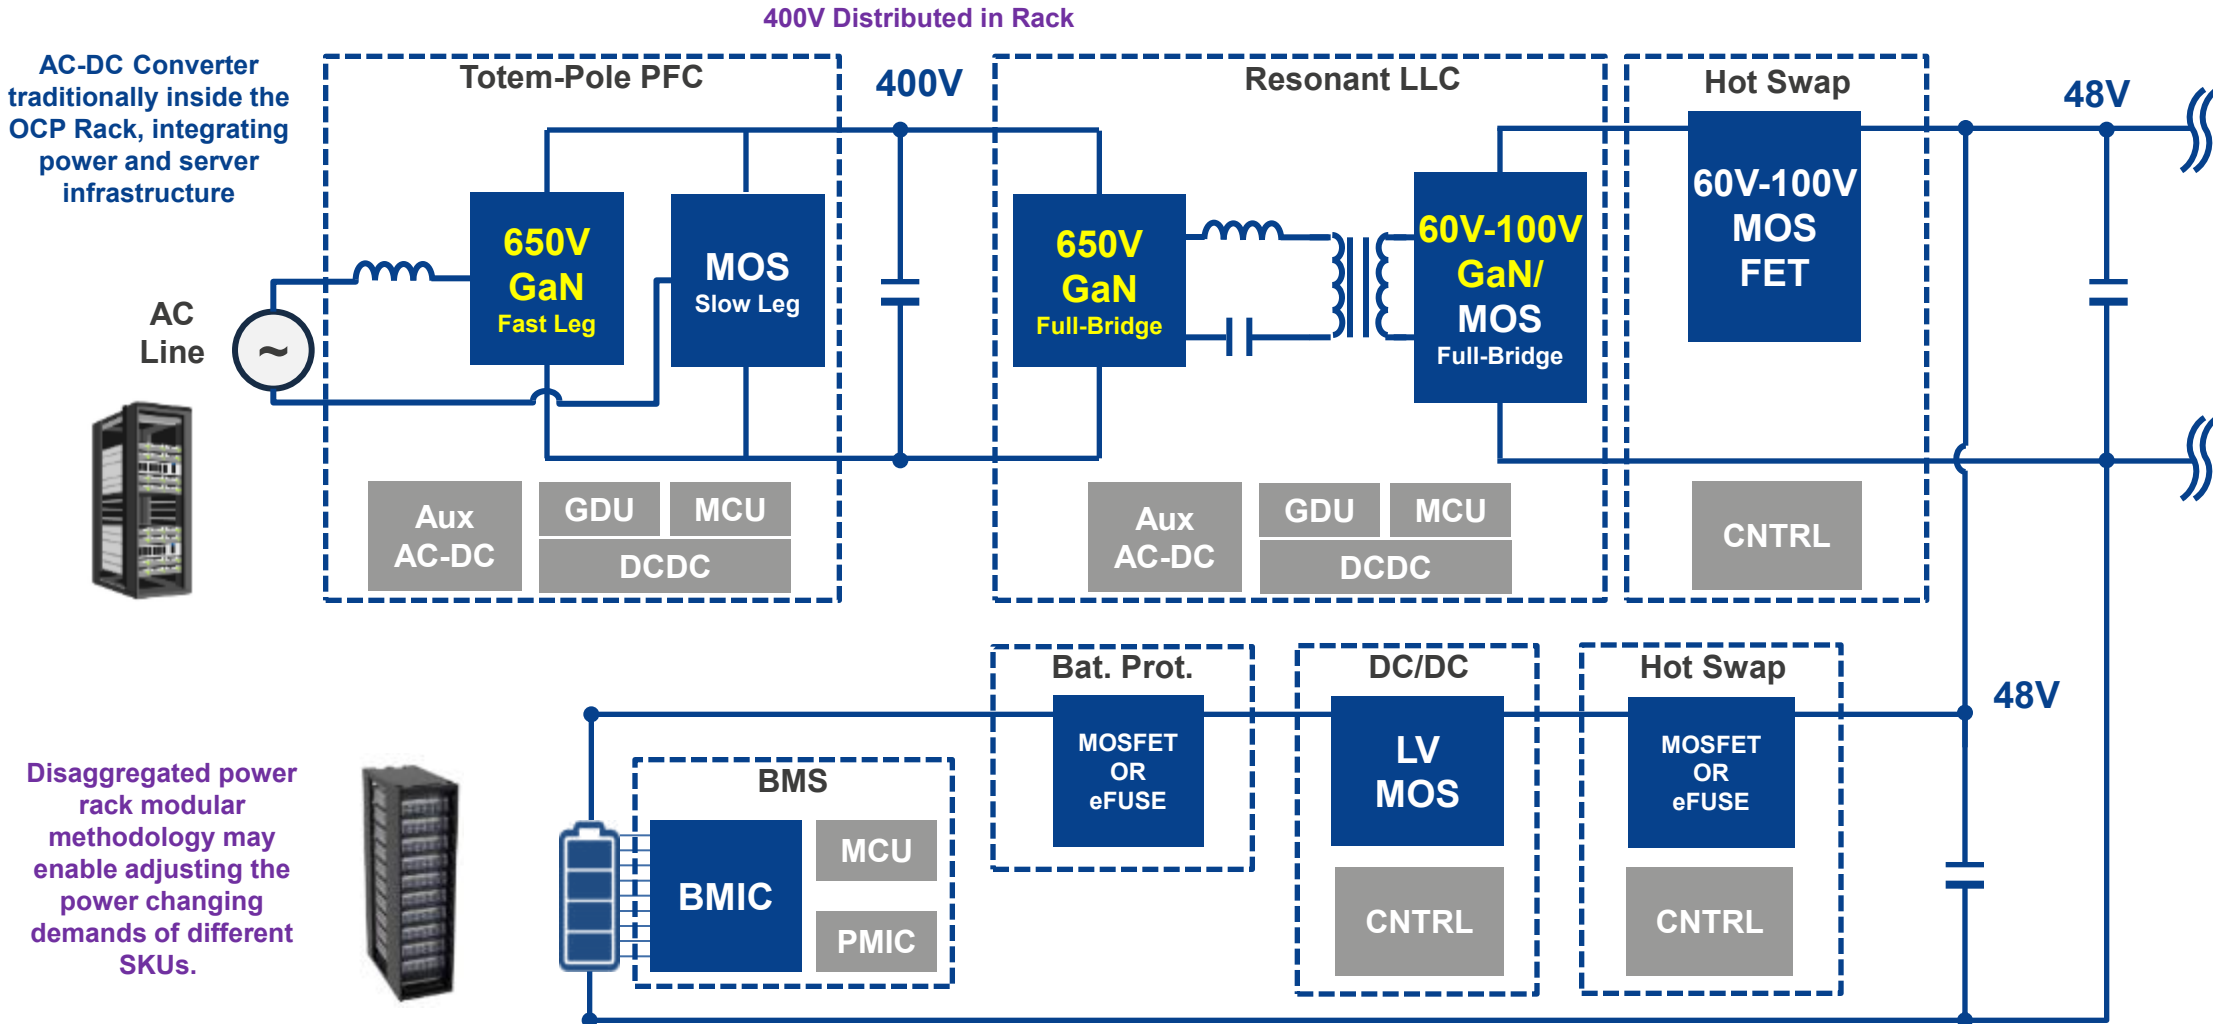 400V Distributed in Rack
AC-DC Converter
traditionally inside the
OCP Rack, integrating
power and server
infrastructure
Totem-Pole PFC
400V
Resonant LLC
Hot Swap
48V
650V
GaN
Fast Leg
MOS
Slow Leg
650V
GaN
Full-Bridge
60V-100V
GaN/
MOS
Full-Bridge
60V-100V
MOS
FET
AC
Line
~
Aux
AC-DC
GDU
MCU
DCDC
Aux
AC-DC
GDU
MCU
DCDC
CNTRL
Bat. Prot.
DC/DC
Hot Swap
48V
MOSFET
OR
eFUSE
LV
MOS
MOSFET
OR
eFUSE
Disaggregated power
rack modular
methodology may
enable adjusting the
power changing
demands of different
SKUs.
BMS
BMIC
MCU
PMIC
CNTRL
CNTRL